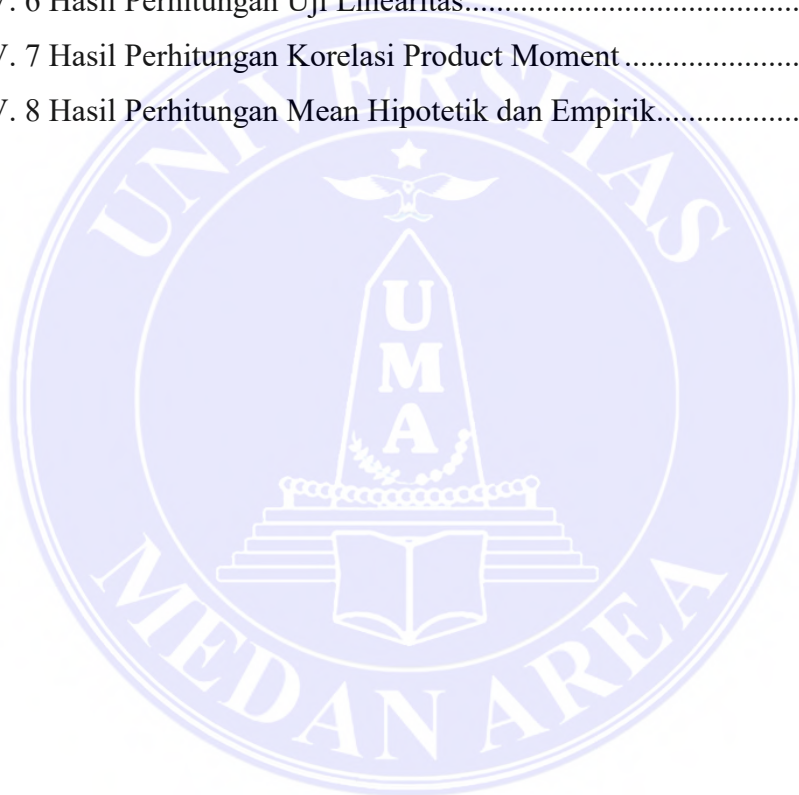 V. 6 Hasil Perhitungan Uji Linearitas
V. 7 Hasil Perhitungan Korelasi Product Moment
V. 8 Hasil Perhitungan Mean Hipotetik dan Empirik
UNIVERSITAS
U
M
A
MEDAN AREA